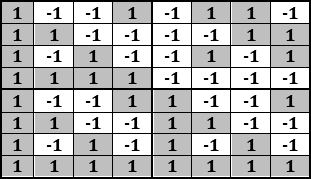 1 -1 -1 1 -1 1 1 -1
1 1 -1 -1 -1 -1 1 1
1 -1 1 -1 -1 1 -1 1
1 1 1 1 -1 -1 -1 -1
1 -1 -1 1 1 -1 -1 1
1 1 -1 -1 1 1 -1 -1
1 -1 1 -1 1 -1 1 -1
1 1 1 1 1 1 1 1